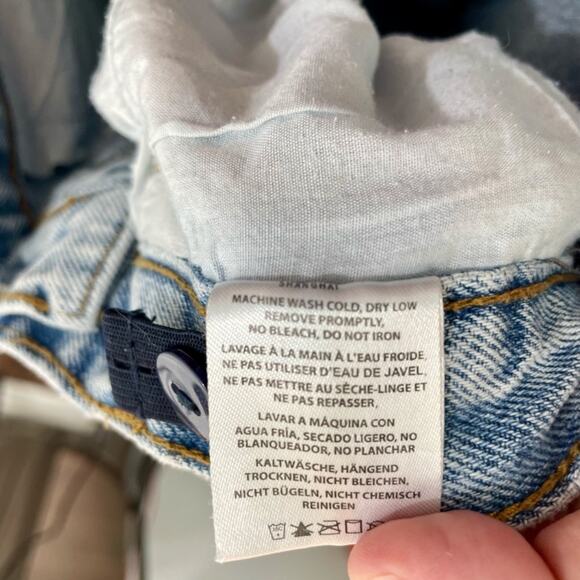 SHANGHAI
MACHINE WASH COLD, DRY LOW
REMOVE PROMPTLY,
NO BLEACH, DO NOT IRON
LAVAGE À LA MAIN À L'EAU FROIDE,
NE PAS UTILISER D'EAU DE JAVEL,
NE PAS METTRE AU SÈCHE-LINGE ET
NE PAS REPASSER,
LAVAR A MÁQUINA CON
AGUA FRÍA, SECADO LIGERO, NO
BLANQUEADOR, NO PLANCHAR
KALTWÄSCHE, HÄNGEND
TROCKNEN, NICHT BLEICHEN,
NICHT BÜGELN, NICHT CHEMISCH
REINIGEN